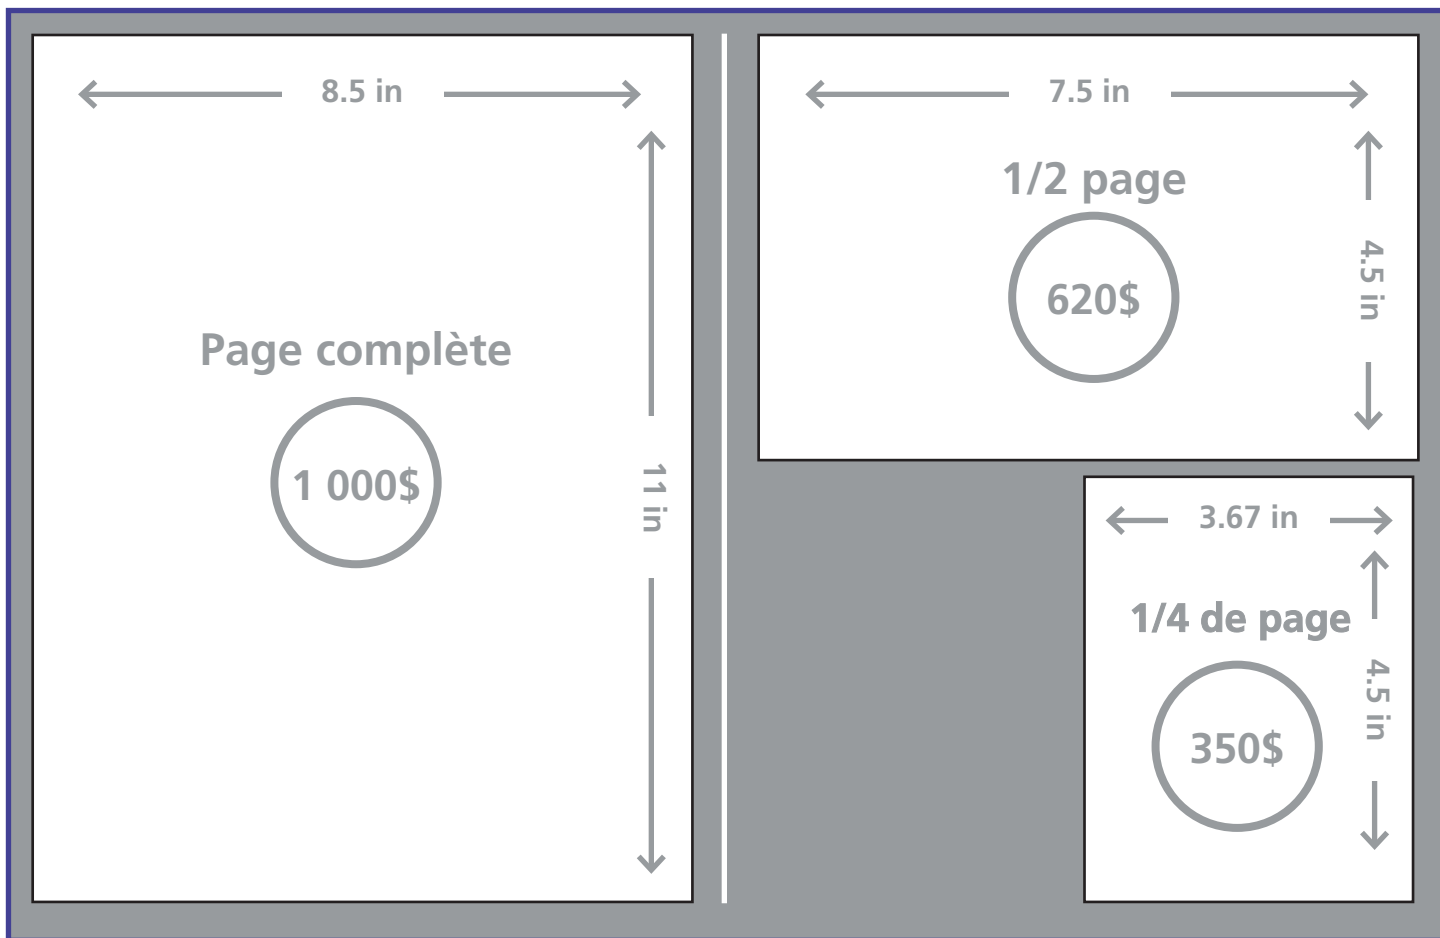 8.5 in
11 in
Page complète
1 000$
7.5 in
4.5 in
1/2 page
620$
3.67 in
4.5 in
1/4 de page
350$